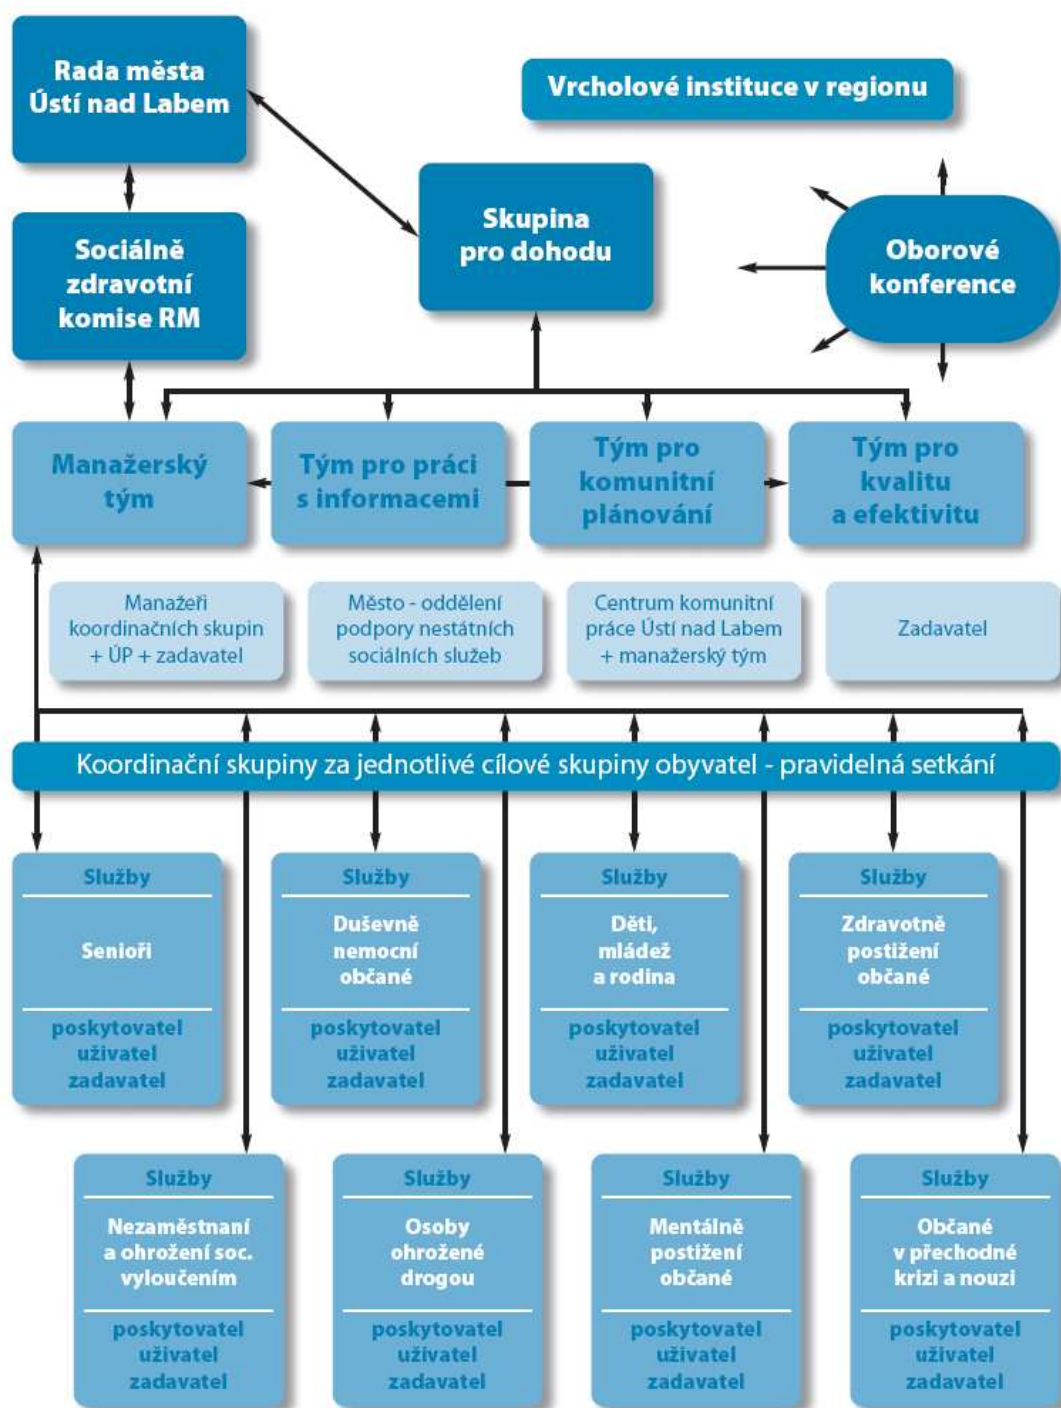 Rada města
Ústí nad Labem
Vrcholové instituce v regionu
Skupina
pro dohodu
Sociálně
zdravotní
komise RM
Oborové
konference
Manažerský
tým
Tým pro práci
s informacemi
Tým pro
komunitní
plánování
Tým pro
kvalitu
a efektivitu
Manažeři
koordinačních skupin
+ ÚP + zadavatel
Město - oddělení
podpory nestátních
sociálních služeb
Centrum komunitní
práce Ústí nad Labem
+ manažerský tým
Zadavatel
Koordinační skupiny za jednotlivé cílové skupiny obyvatel - pravidelná setkání
Služby
Senioři
poskytovatel
uživatel
zadavatel
Služby
Duševně
nemocní
občané
poskytovatel
uživatel
zadavatel
Služby
Děti,
mládež
a rodina
poskytovatel
uživatel
zadavatel
Služby
Zdravotně
postižení
občané
poskytovatel
uživatel
zadavatel
Služby
Nezaměstnaní
a ohrožení soc.
vyloučením
poskytovatel
uživatel
zadavatel
Služby
Osoby
ohrožené
drogou
poskytovatel
uživatel
zadavatel
Služby
Mentálně
postižení
občané
poskytovatel
uživatel
zadavatel
Služby
Občané
v přechodné
krizi a nouzi
poskytovatel
uživatel
zadavatel